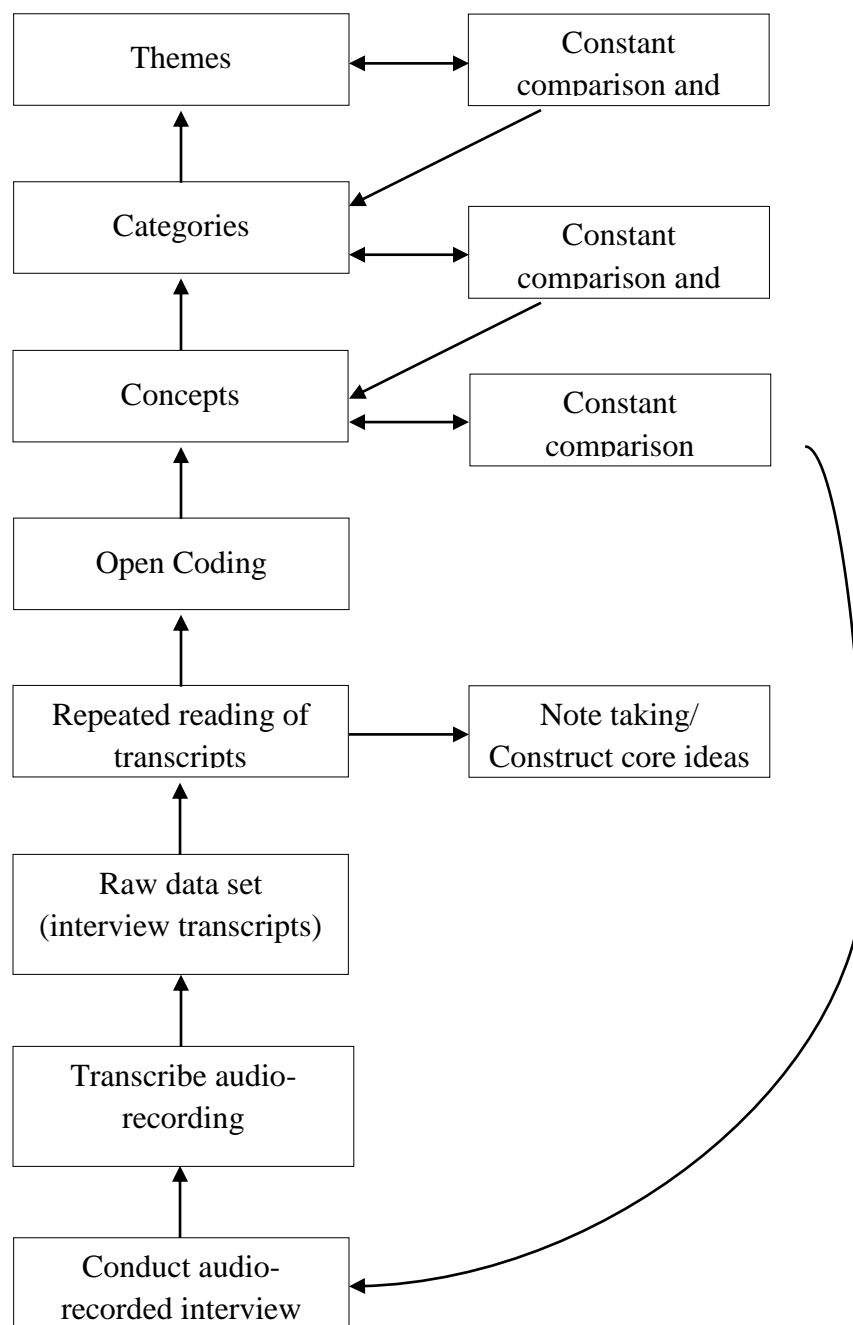 Themes
Constant
comparison and
Categories
Constant
comparison and
Concepts
Constant
comparison
Open Coding
Repeated reading of
transcripts
Note taking/
Construct core ideas
Raw data set
(interview transcripts)
Transcribe audio-
recording
Conduct audio-
recorded interview